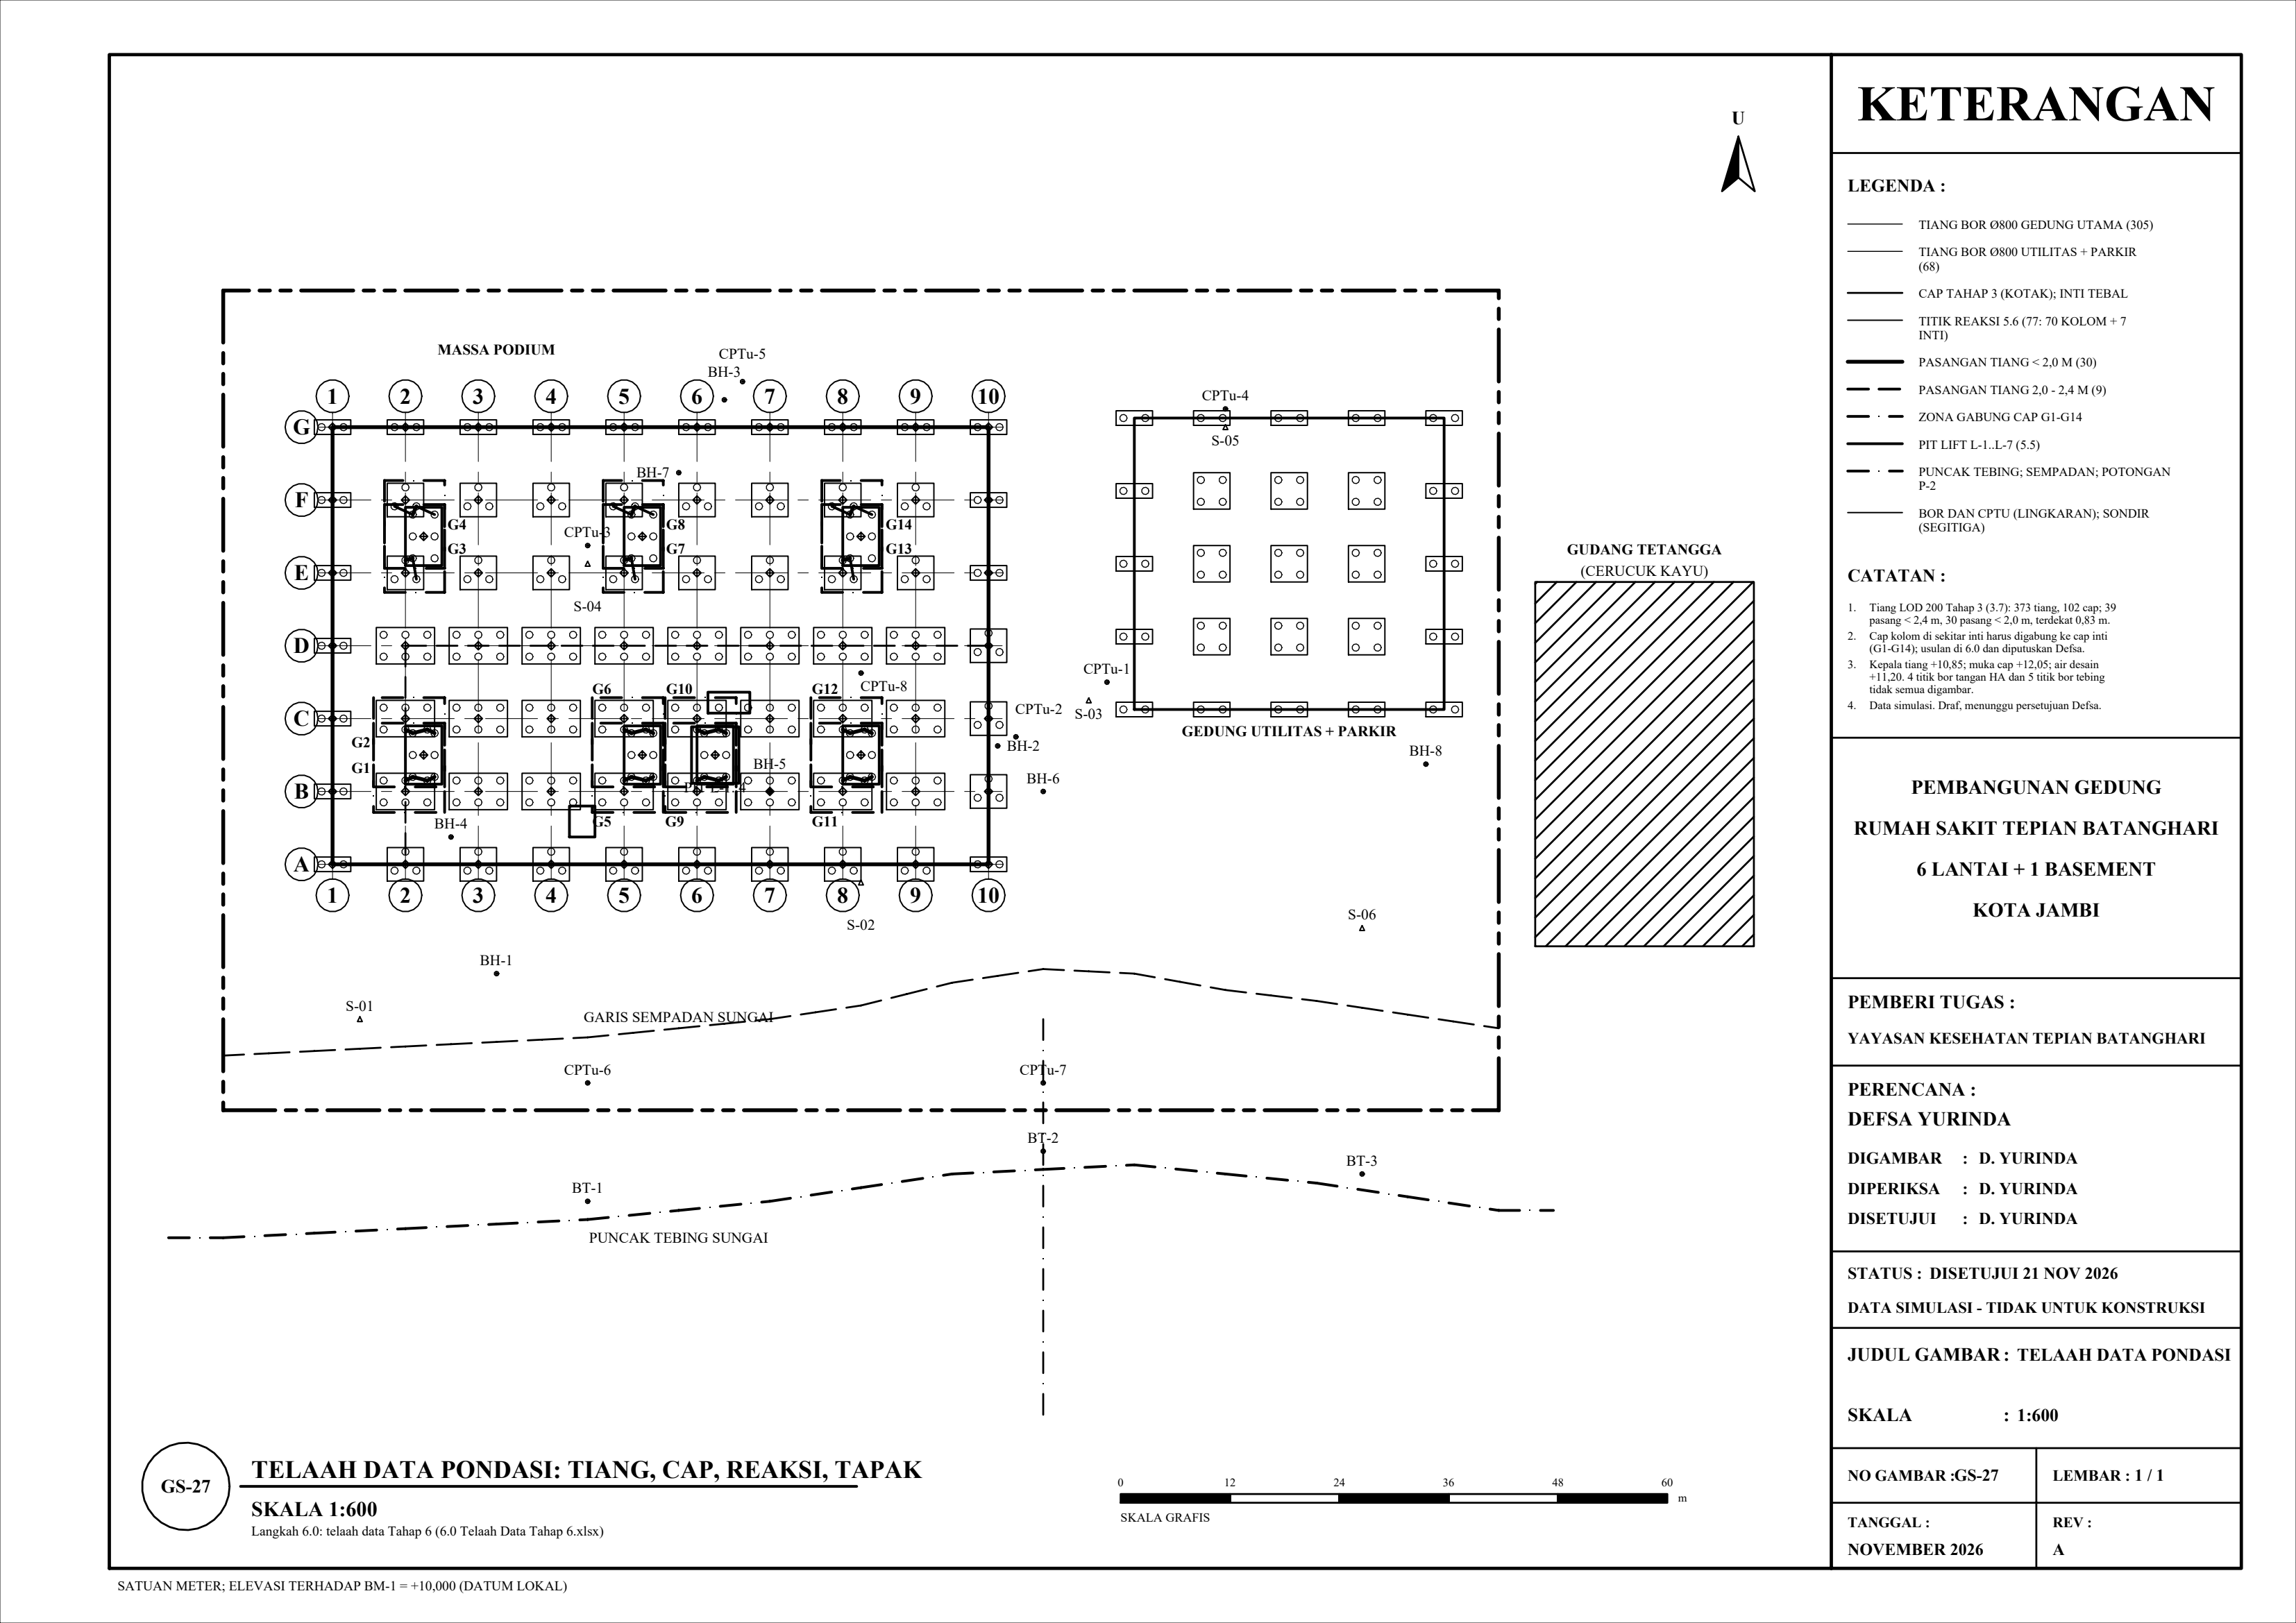 U
MASSA PODIUM
CPTu-5
BH-3
1
2
3
4
5
6
7
8
9
10
G
F
E
D
C
B
A
BH-7
CPTu-3
S-04
G4
G3
G8
G7
G14
G13
G6
G10
G12
CPTu-8
G2
G1
BH-5
G5
G9
G11
BH-4
1
2
3
4
5
6
7
8
9
10
S-02
CPTu-4
S-05
CPTu-1
S-03
CPTu-2
BH-2
BH-6
GEDUNG UTILITAS + PARKIR
BH-8
GUDANG TETANGGA
(CERUCUK KAYU)
S-06
BH-1
S-01
GARIS SEMPADAN SUNGAI
CPTu-6
CPTu-7
BT-2
BT-3
BT-1
PUNCAK TEBING SUNGAI
GS-27
TELAAH DATA PONDASI: TIANG, CAP, REAKSI, TAPAK
SKALA 1:600
Langkah 6.0: telaah data Tahap 6 (6.0 Telaah Data Tahap 6.xlsx)
0 12 24 36 48 60
m
SKALA GRAFIS
SATUAN METER; ELEVASI TERHADAP BM-1 = +10,000 (DATUM LOKAL)
KETERANGAN
LEGENDA :
TIANG BOR Ø800 GEDUNG UTAMA (305)
TIANG BOR Ø800 UTILITAS + PARKIR
(68)
CAP TAHAP 3 (KOTAK); INTI TEBAL
TITIK REAKSI 5.6 (77: 70 KOLOM + 7
INTI)
PASANGAN TIANG < 2,0 M (30)
PASANGAN TIANG 2,0 - 2,4 M (9)
ZONA GABUNG CAP G1-G14
PIT LIFT L-1..L-7 (5.5)
PUNCAK TEBING; SEMPADAN; POTONGAN
P-2
BOR DAN CPTU (LINGKARAN); SONDIR
(SEGITIGA)
CATATAN :
1. Tiang LOD 200 Tahap 3 (3.7): 373 tiang, 102 cap; 39
pasang < 2,4 m, 30 pasang < 2,0 m, terdekat 0,83 m.
2. Cap kolom di sekitar inti harus digabung ke cap inti
(G1-G14); usulan di 6.0 dan diputuskan Defsa.
3. Kepala tiang +10,85; muka cap +12,05; air desain
+11,20. 4 titik bor tangan HA dan 5 titik bor tebing
tidak semua digambar.
4. Data simulasi. Draf, menunggu persetujuan Defsa.
PEMBANGUNAN GEDUNG
RUMAH SAKIT TEPIAN BATANGHARI
6 LANTAI + 1 BASEMENT
KOTA JAMBI
PEMBERI TUGAS :
YAYASAN KESEHATAN TEPIAN BATANGHARI
PERENCANA :
DEFSA YURINDA
DIGAMBAR : D. YURINDA
DIPERIKSA : D. YURINDA
DISETUJUI : D. YURINDA
STATUS : DISETUJUI 21 NOV 2026
DATA SIMULASI - TIDAK UNTUK KONSTRUKSI
JUDUL GAMBAR : TELAAH DATA PONDASI
SKALA : 1:600
NO GAMBAR :GS-27
LEMBAR : 1 / 1
TANGGAL :
NOVEMBER 2026
REV :
A